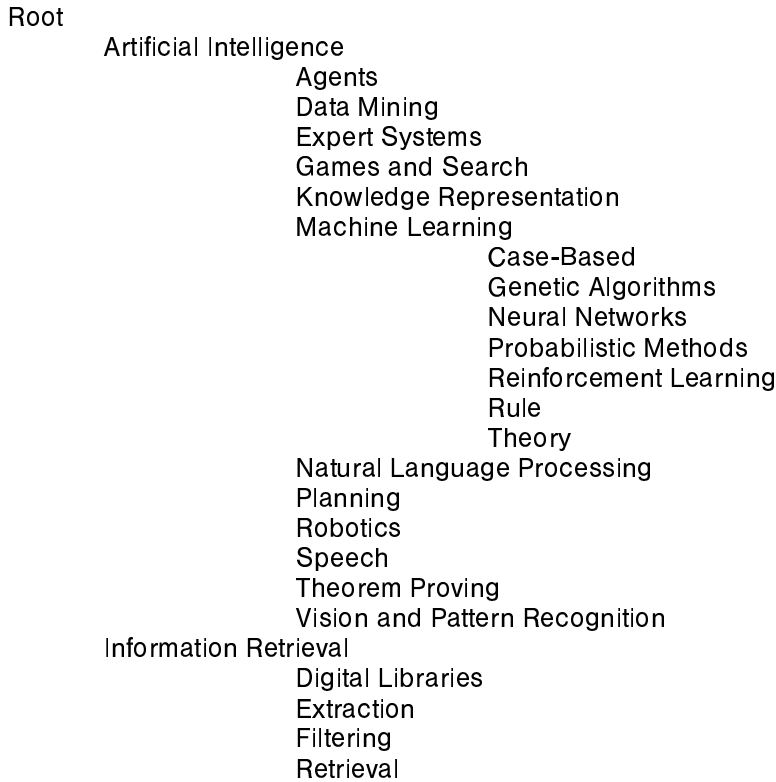 Root
Artificial Intelligence
Agents
Data Mining
Expert Systems
Games and Search
Knowledge Representation
Machine Learning
Case-Based
Genetic Algorithms
Neural Networks
Probabilistic Methods
Reinforcement Learning
Rule
Theory
Natural Language Processing
Planning
Robotics
Speech
Theorem Proving
Vision and Pattern Recognition
Information Retrieval
Digital Libraries
Extraction
Filtering
Retrieval